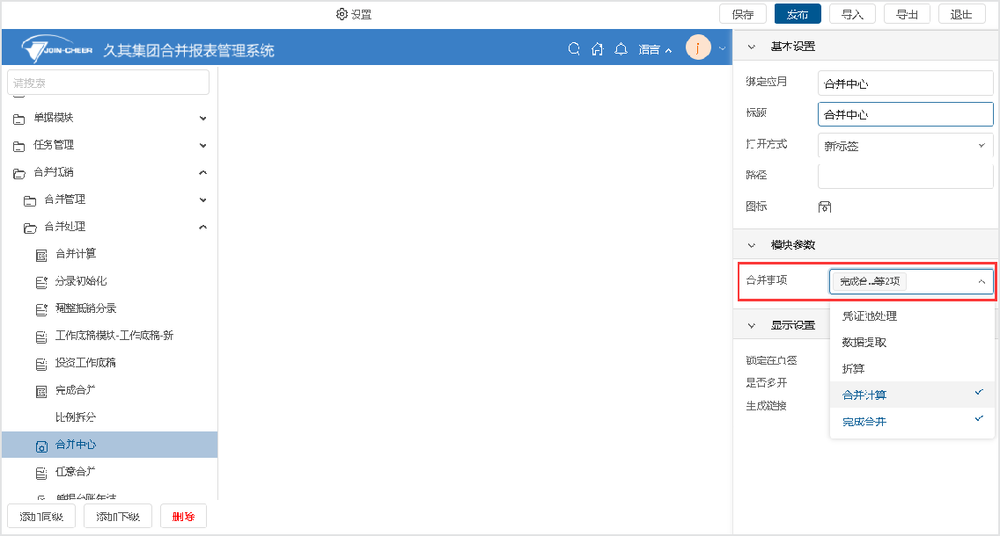 设置
保存
发布
导入
导出
退出
JOIN-CHEER
久其集团合并报表管理系统
语言
j
请搜索
单据模块
任务管理
合并抵销
合并管理
合并处理
合并计算
分录初始化
调整抵销分录
工作底稿模块-工作底稿-新
投资工作底稿
完成合并
比例拆分
合并中心
任意合并
添加同级
添加下级
删除
基本设置
绑定应用
合并中心
标题
合并中心
打开方式
新标签
路径
图标
模块参数
合并事项
完成合...等2项
凭证池处理
数据提取
折算
合并计算
完成合并
显示设置
锁定在页签
是否多开
生成链接